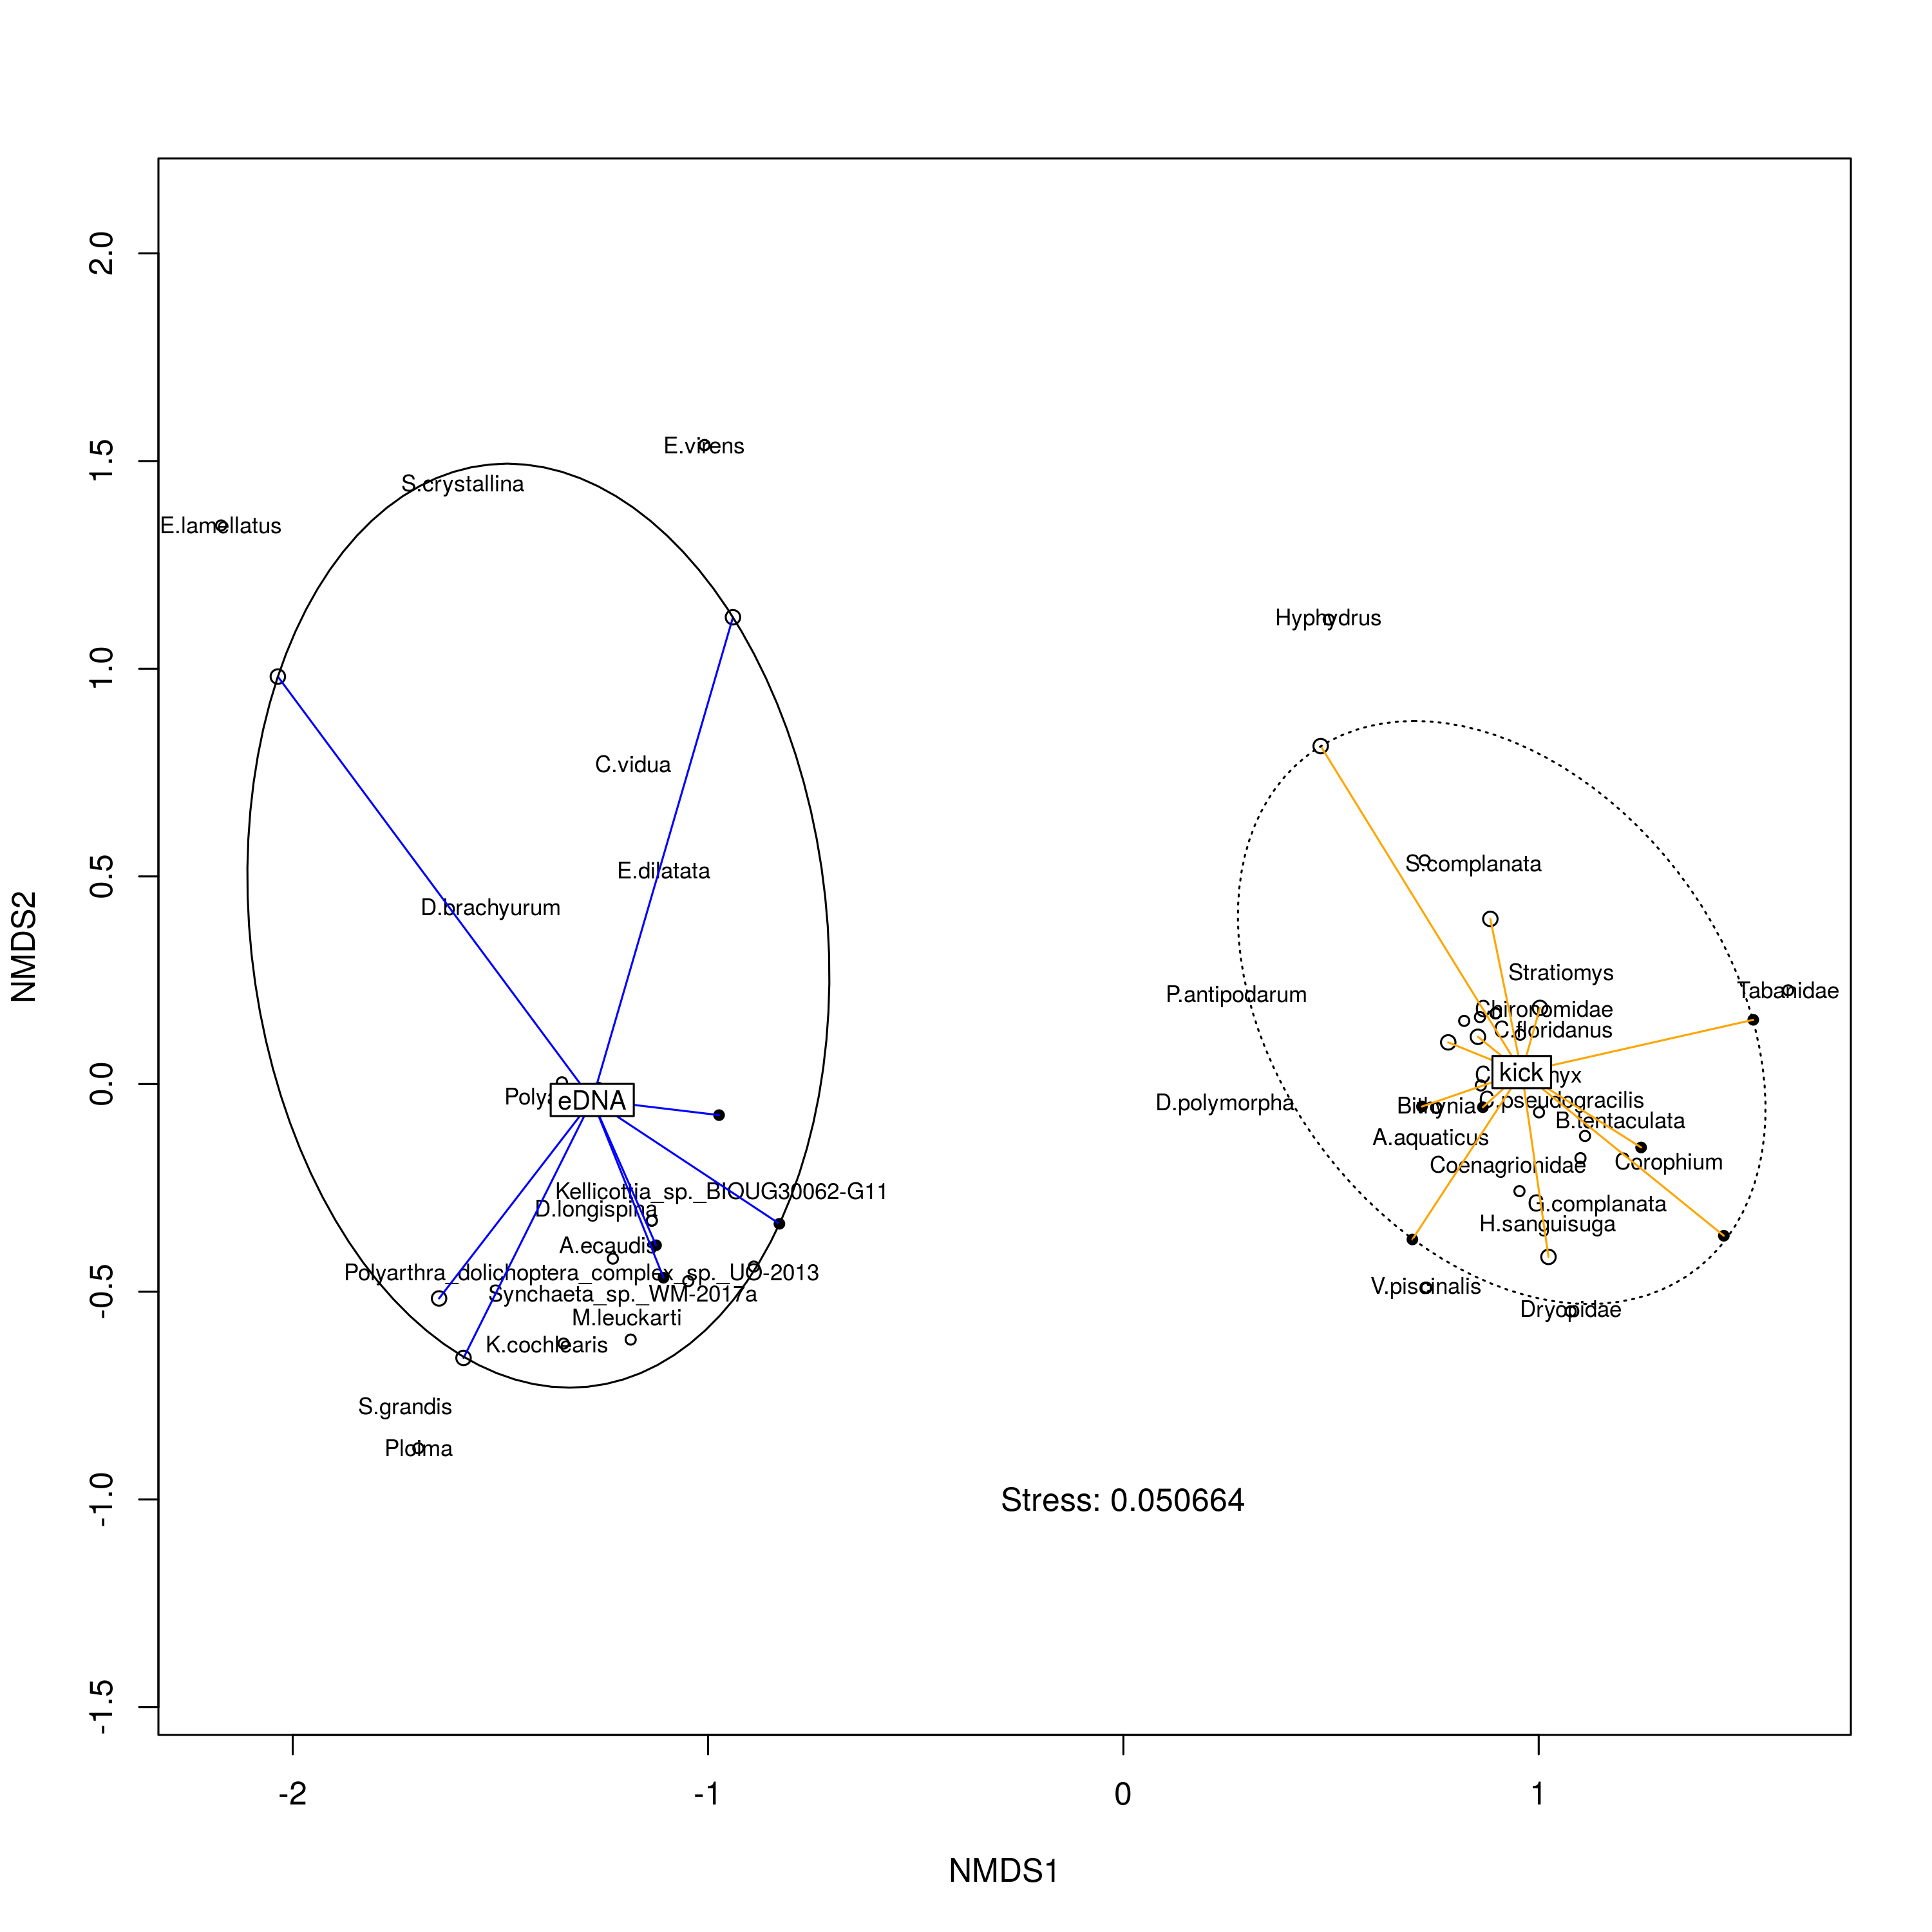 2.0
1.5
1.0
0.5
0.0
-0.5
-1.0
-1.5
NMDS2
E.virens
S.crystallina
E.lamellatus
Hyphydrus
C.vidua
S.complanata
E.dilatata
D.brachyurum
Stratiomys
Tabanidae
P.antipodarum
Chironomidae
C.floridanus
kick
eDNA
C.pseudogracilis
D.polymorpha
Bithynia
B.tentaculata
A.aquaticus
Corophium
Coenagrionidae
Kellicottia_sp._BIOUG30062-G11
G.complanata
D.longispina
H.sanguisuga
A.ecaudis
Polyarthra_dolichoptera_complex_sp._UO-2013
V.piscinalis
Synchaeta_sp._WM-2017a
Dryopidae
M.leuckarti
K.cochlearis
S.grandis
Ploima
Stress: 0.050664
-2
-1
0
1
NMDS1